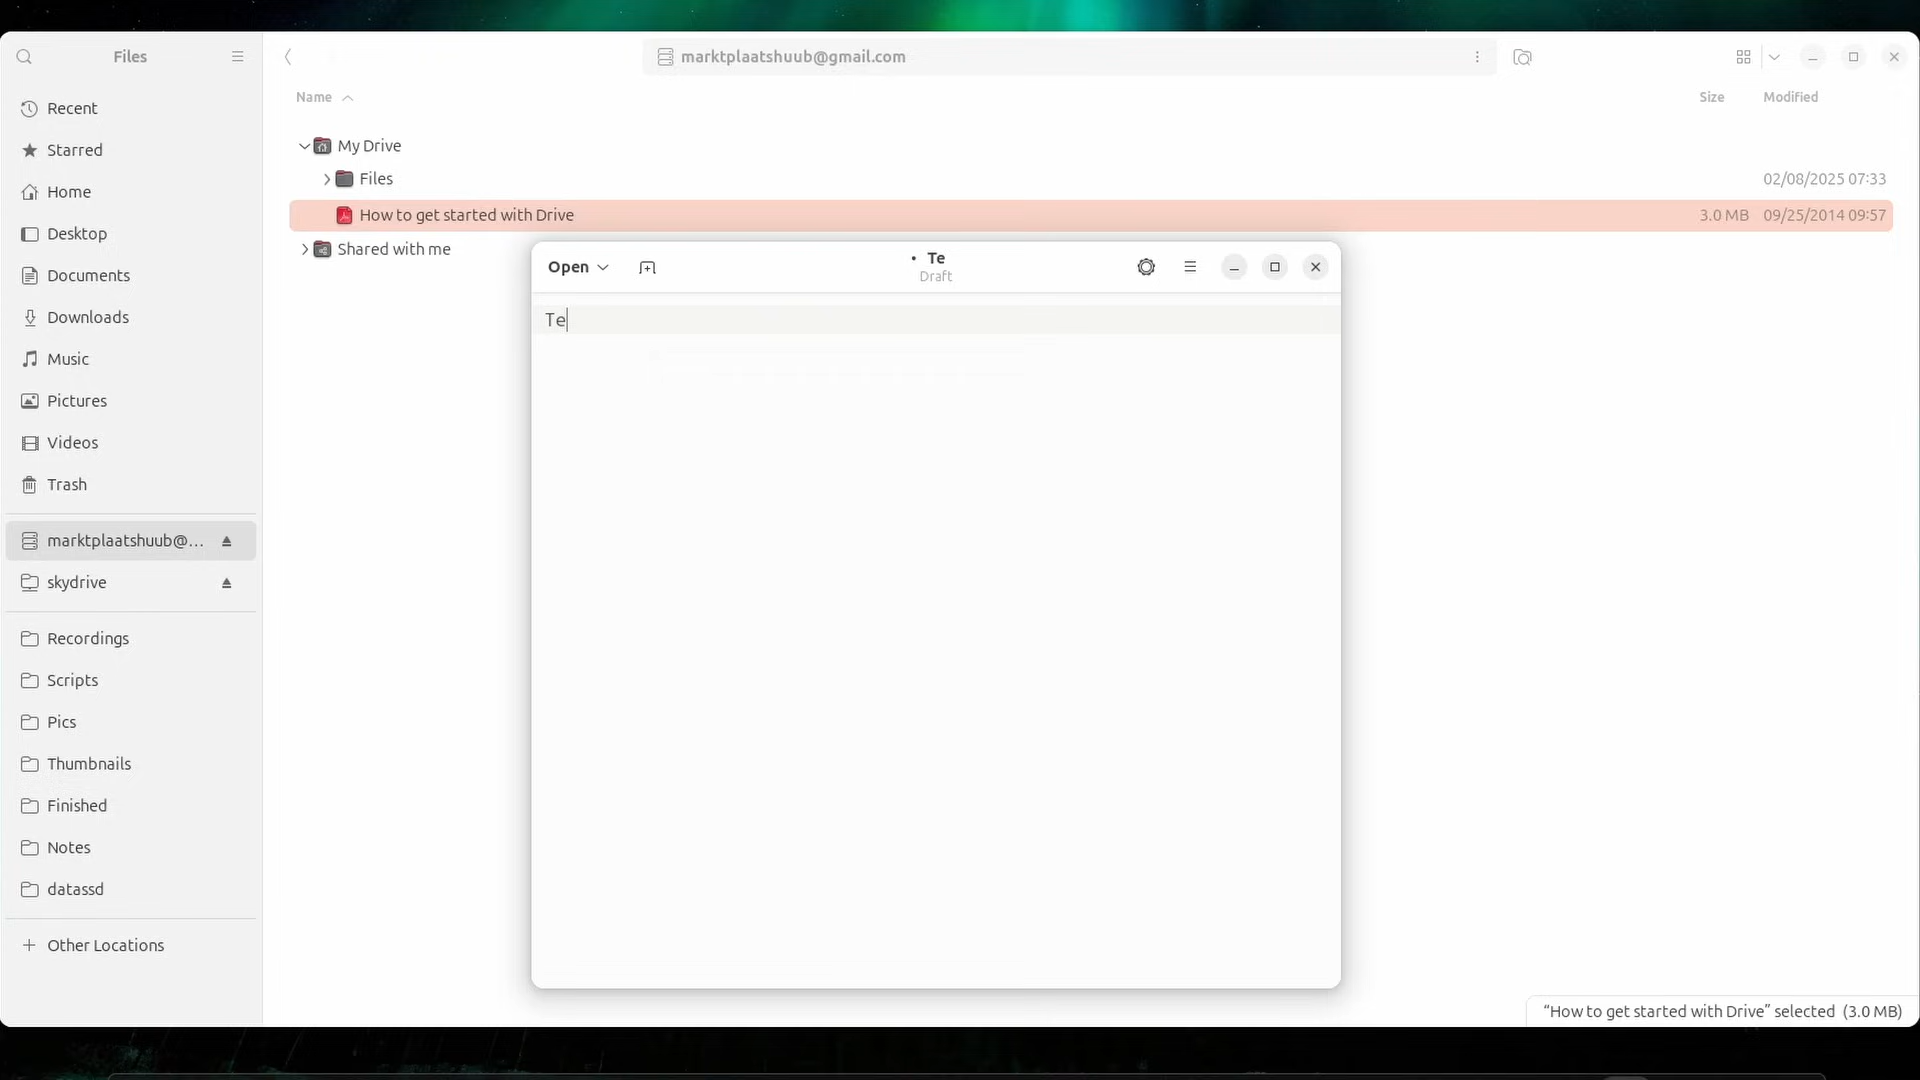 Files
marktplaatshuub@gmail.com
Name
Size
Modified
Recent
Starred
Home
Desktop
Documents
Downloads
Music
Pictures
Videos
Trash
marktplaatshuub@...
skydrive
Recordings
Scripts
Pics
Thumbnails
Finished
Notes
datassd
Other Locations
My Drive
Files
02/08/2025 07:33
How to get started with Drive
3.0 MB
09/25/2014 09:57
Shared with me
Open
• Te
Draft
Te
“How to get started with Drive” selected (3.0 MB)